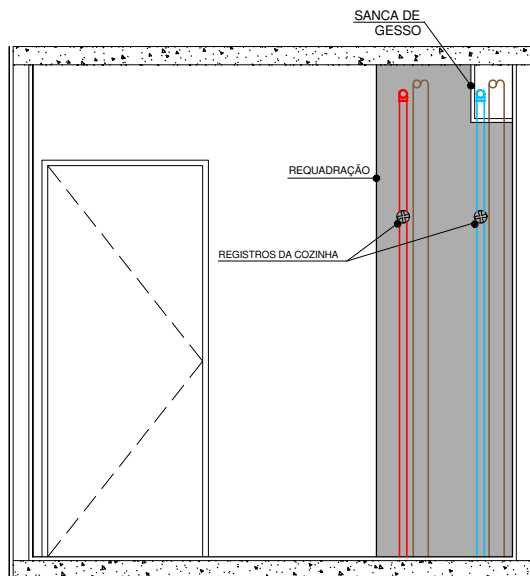 SANCA DE
GESSO
REQUADRAÇÃO
REGISTROS DA COZINHA